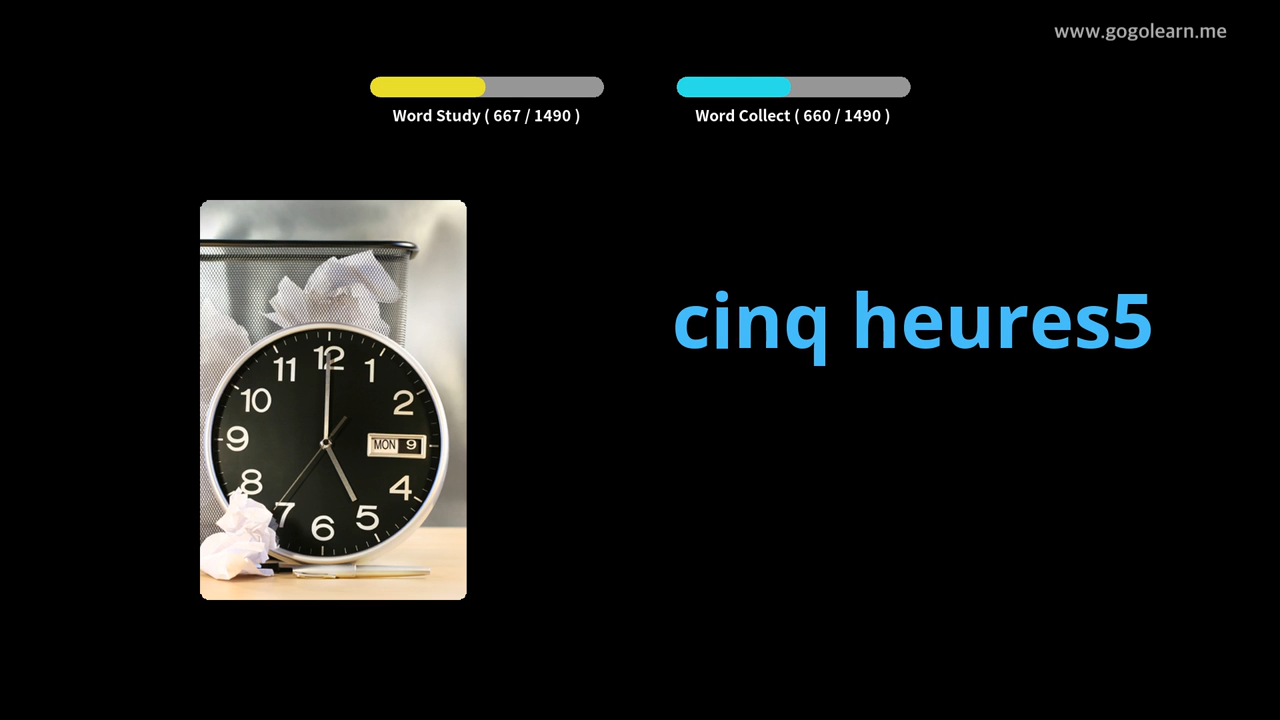 www.gogolearn.me
Word Study ( 667 / 1490 )
Word Collect ( 660 / 1490 )
cinq heures5
12
1
2
MON 9
4
5
6
7
8
9
10
11